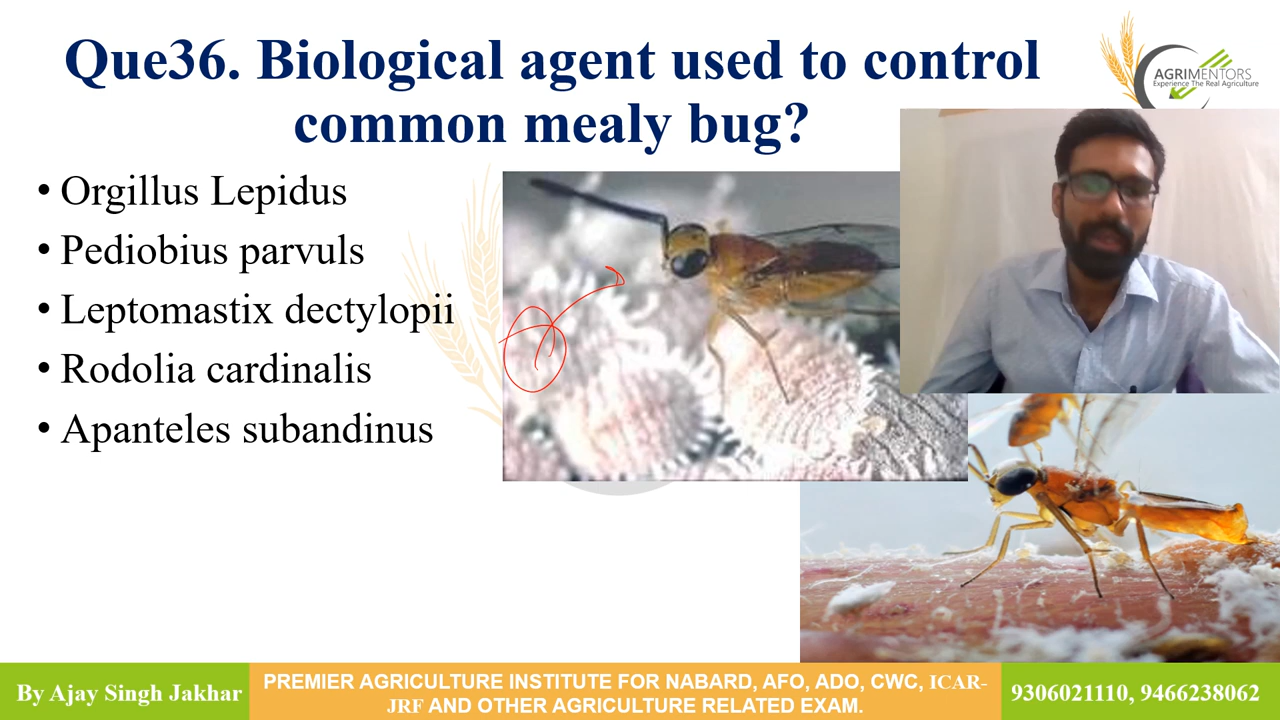 Que36. Biological agent used to control
common mealy bug?
AGRIMENTORS
Experience The Real Agriculture
• Orgillus Lepidus
• Pediobius parvuls
• Leptomastix dectylopii
• Rodolia cardinalis
• Apanteles subandinus
By Ajay Singh Jakhar
PREMIER AGRICULTURE INSTITUTE FOR NABARD, AFO, ADO, CWC, ICAR-
JRF AND OTHER AGRICULTURE RELATED EXAM.
9306021110, 9466238062